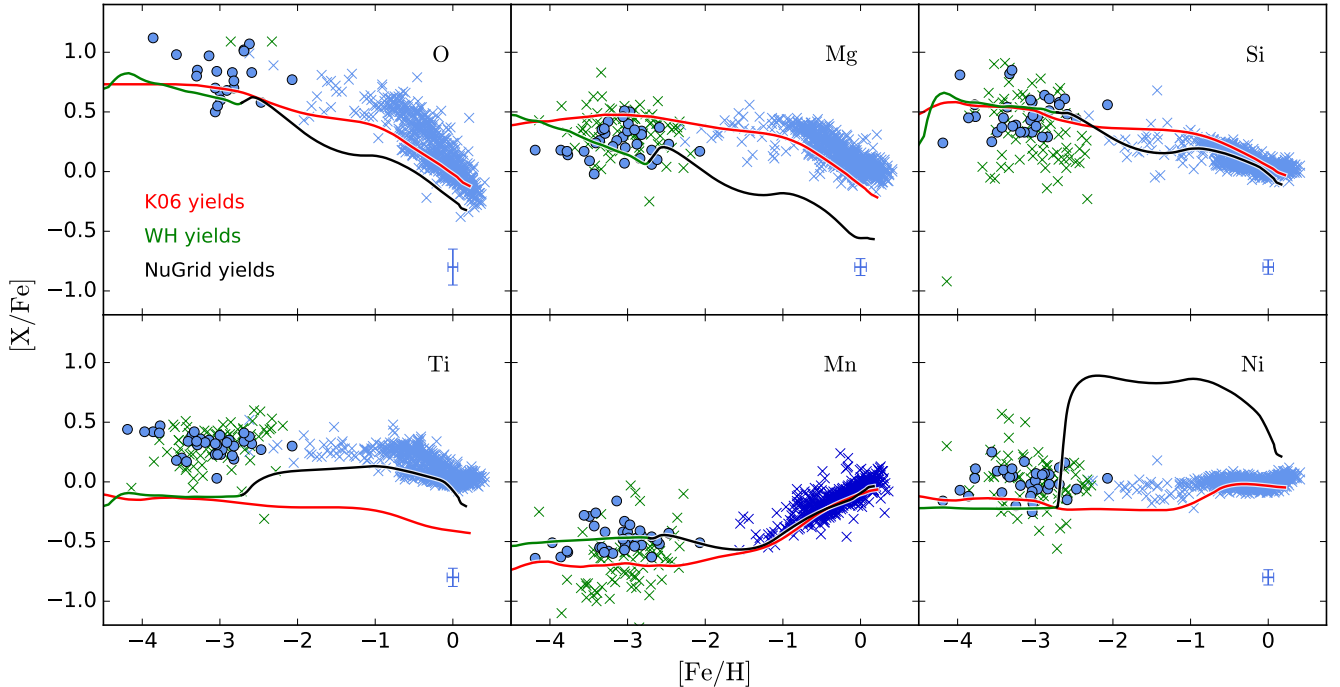 O
Mg
Si
1.0
0.5
0.0
−0.5
−1.0
K06 yields
WH yields
NuGrid yields
[X/Fe]
Ti
Mn
Ni
1.0
0.5
0.0
−0.5
−1.0
−4 −3 −2 −1 0 −4 −3 −2 −1 0 −4 −3 −2 −1 0
[Fe/H]